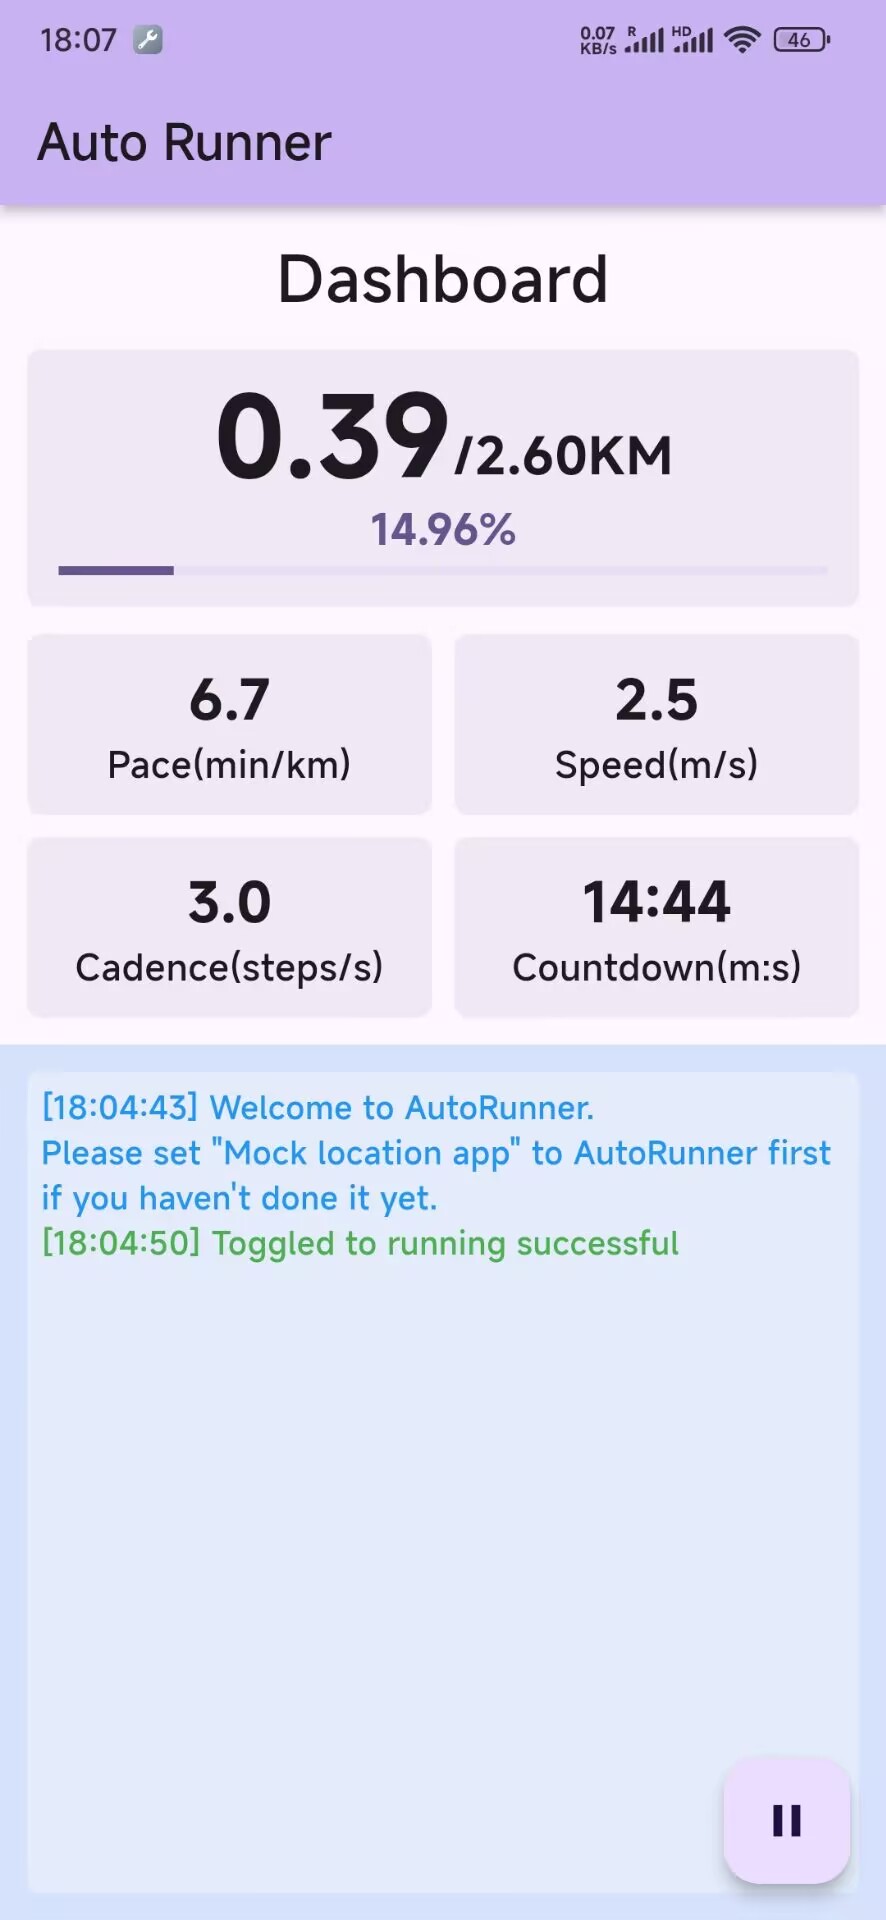 18:07
0.07 KB/s R HD 46
Auto Runner
Dashboard
0.39/2.60KM
14.96%
6.7
Pace(min/km)
2.5
Speed(m/s)
3.0
Cadence(steps/s)
14:44
Countdown(m:s)
[18:04:43] Welcome to AutoRunner.
Please set "Mock location app" to AutoRunner first
if you haven't done it yet.
[18:04:50] Toggled to running successful